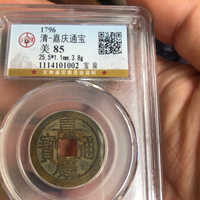 1796
清-嘉庆通宝
美 85
25.5*1.1mm,3.8g
1114101002 宝 泉
嘉
寶 通
慶